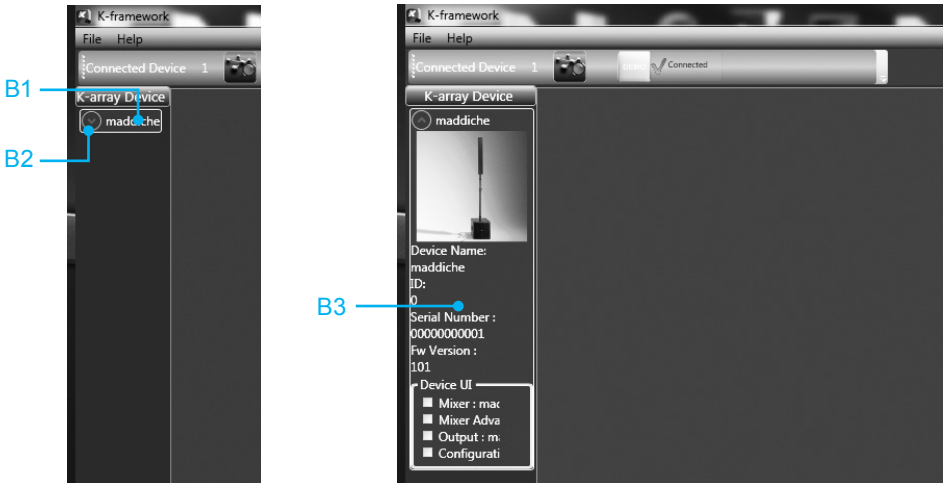 K-framework
File Help
Connected Device 1
B1
K-array Device
maddiche
B2
K-framework
File Help
Connected Device 1
DEMO
Connected
K-array Device
maddiche
Device Name:
maddiche
ID:
0
B3
Serial Number :
00000000001
Fw Version :
101
Device UI
Mixer : mac
Mixer Adva
Output : m
Configurati